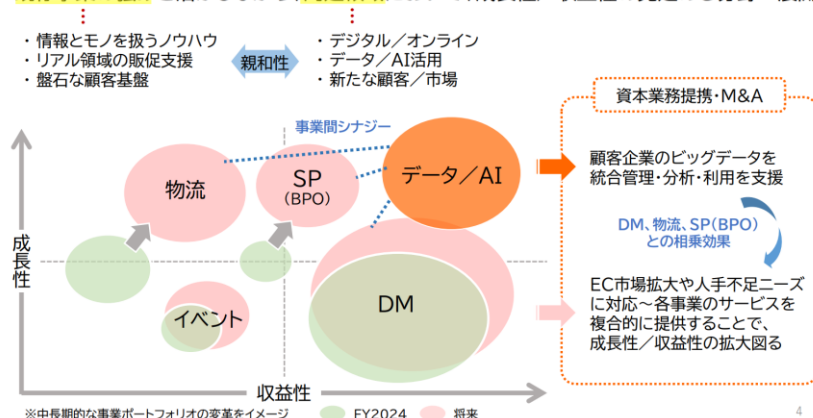 ・情報とモノを扱うノウハウ
・リアル領域の販促支援
・盤石な顧客基盤
親和性
・デジタル／オンライン
・データ／AI活用
・新たな顧客／市場
資本業務提携・M&A
事業間シナジー
物流
SP
(BPO)
データ／AI
顧客企業のビッグデータを
統合管理・分析・利用を支援
DM、物流、SP(BPO)
との相乗効果
成長性
イベント
DM
EC市場拡大や人手不足ニーズ
に対応～各事業のサービスを
複合的に提供することで、
成長性／収益性の拡大図る
収益性
※中長期的な事業ポートフォリオの変革をイメージ
FY2024
将来
4